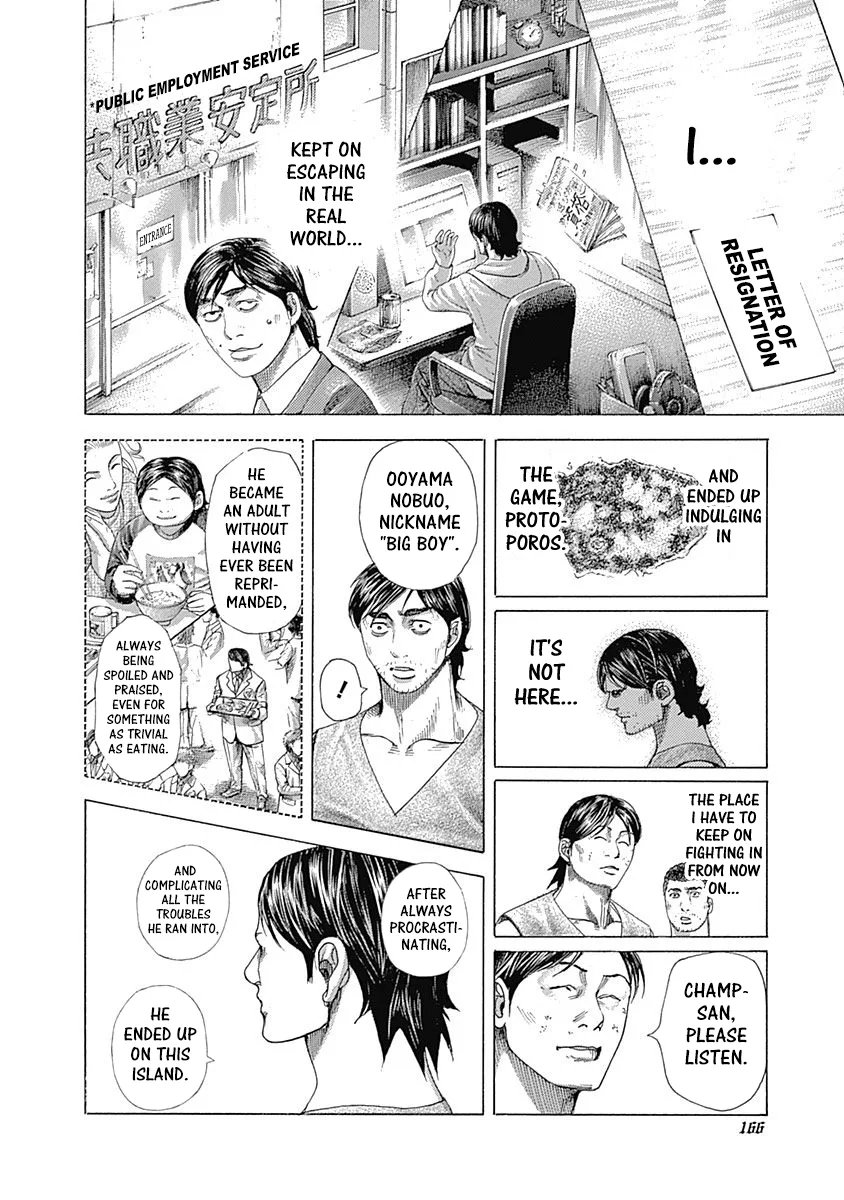 I...
LETTER OF
RESIGNATION
KEPT ON
ESCAPING
IN THE
REAL
WORLD...
*PUBLIC EMPLOYMENT SERVICE
共職業安定所
ENTRANCE
AND
ENDED UP
INDULGING
IN
THE
GAME,
PROTO-
POROS.
IT'S
NOT
HERE...
THE PLACE
I HAVE TO
KEEP ON
FIGHTING IN
FROM NOW
ON...
CHAMP-
SAN,
PLEASE
LISTEN.
OOYAMA
NOBUO,
NICKNAME
"BIG BOY".
!
HE
BECAME
AN ADULT
WITHOUT
HAVING
EVER BEEN
REPRI-
MANDED,
ALWAYS
BEING
SPOILED AND
PRAISED,
EVEN FOR
SOMETHING
AS TRIVIAL
AS EATING.
AFTER
ALWAYS
PROCRASTI-
NATING,
AND
COMPLICATING
ALL THE
TROUBLES
HE RAN INTO,
HE
ENDED UP
ON THIS
ISLAND.
166